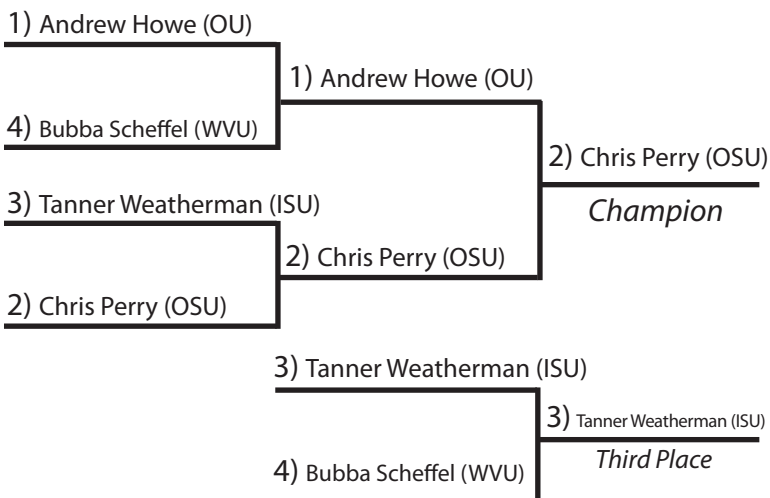 1) Andrew Howe (OU)
1) Andrew Howe (OU)
4) Bubba Scheffel (WVU)
2) Chris Perry (OSU)
Champion
3) Tanner Weatherman (ISU)
2) Chris Perry (OSU)
2) Chris Perry (OSU)
3) Tanner Weatherman (ISU)
3) Tanner Weatherman (ISU)
Third Place
4) Bubba Scheffel (WVU)